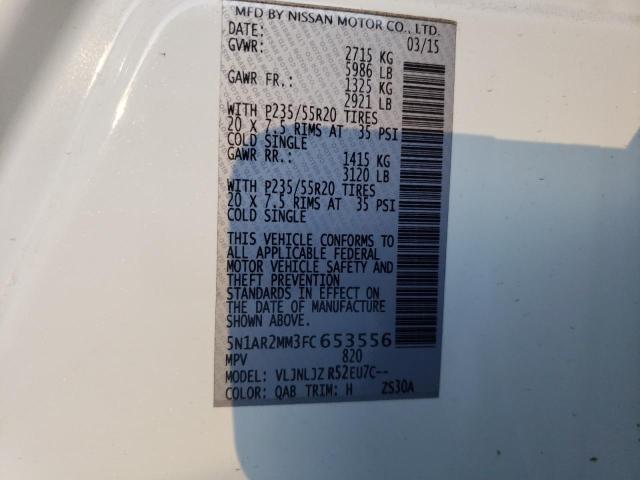 MFD BY NISSAN MOTOR CO., LTD.
DATE: 03/15
GVWR: 2715 KG
5986 LB
GAWR FR.: 1325 KG
2921 LB
WITH P235/55R20 TIRES
20 X 7.5 RIMS AT 35 PSI
COLD SINGLE
GAWR RR.: 1415 KG
3120 LB
WITH P235/55R20 TIRES
20 X 7.5 RIMS AT 35 PSI
COLD SINGLE
THIS VEHICLE CONFORMS TO
ALL APPLICABLE FEDERAL
MOTOR VEHICLE SAFETY AND
THEFT PREVENTION
STANDARDS IN EFFECT ON
THE DATE OF MANUFACTURE
SHOWN ABOVE.
5N1AR2MM3FC653556
MPV 820
MODEL: VLJNLJZ R52EU7C--
COLOR: QAB TRIM: H ZS30A